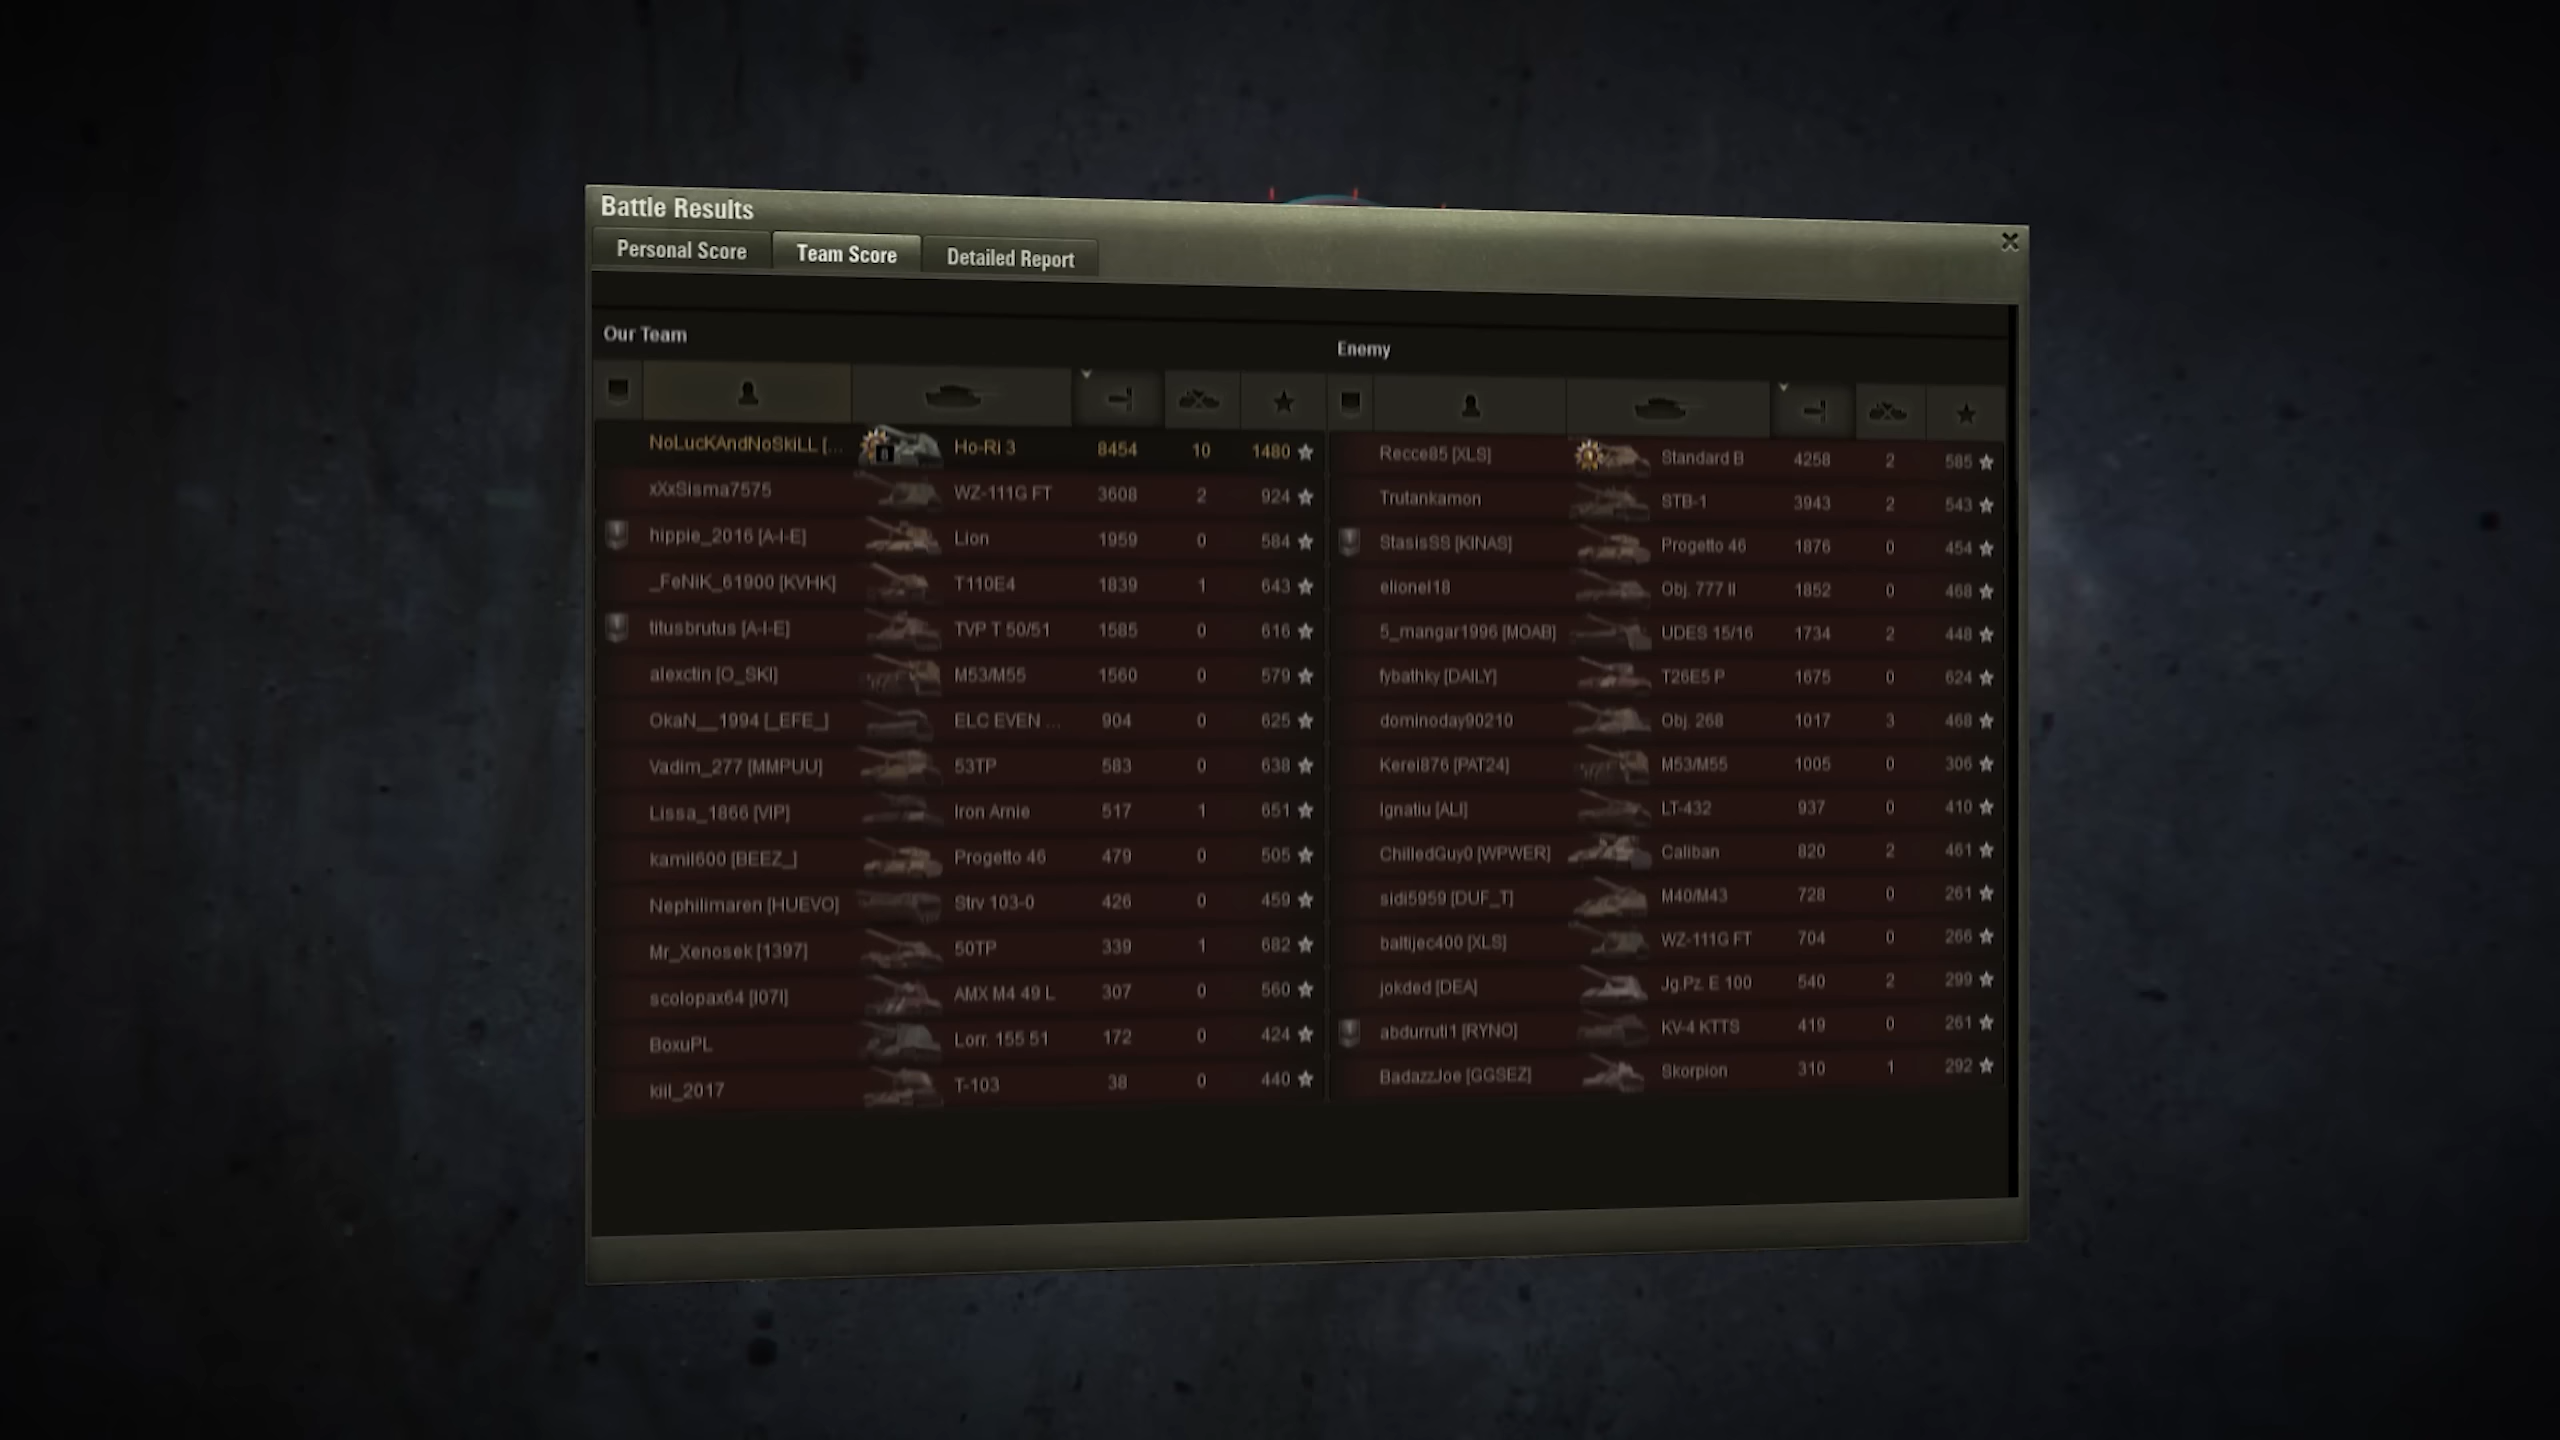 Battle Results
Personal Score Team Score Detailed Report
Our Team
Enemy
NoLucKAndNoSkiLL [... Ho-Ri 3 8454 10 1480
xXxSisma7575 WZ-111G FT 3608 2 924
hippie_2016 [A-I-E] Lion 1959 0 584
_FeNiK_61900 [KVHK] T110E4 1839 1 643
titusbrutus [A-I-E] TVP T 50/51 1585 0 616
alexctin [O_SKI] M53/M55 1560 0 579
OkaN__1994 [_EFE_] ELC EVEN ... 904 0 625
Vadim_277 [MMPUU] 53TP 583 0 638
Lissa_1866 [VIP] Iron Arnie 517 1 651
kamil600 [BEEZ_] Progetto 46 479 0 505
Nephilimaren [HUEVO] Strv 103-0 426 0 459
Mr_Xenosek [1397] 50TP 339 1 682
scolopax64 [I07I] AMX M4 49 L 307 0 560
BoxuPL Lorr. 155 51 172 0 424
kiil_2017 T-103 38 0 440
Recce85 [XLS] Standard B 4258 2 585
Trutankamon STB-1 3943 2 543
StasisSS [KINAS] Progetto 46 1876 0 454
elionel18 Obj. 777 II 1852 0 468
5_mangar1996 [MOAB] UDES 15/16 1734 2 448
fybathky [DAILY] T26E5 P 1675 0 624
dominoday90210 Obj. 268 1017 3 468
Kerel876 [PAT24] M53/M55 1005 0 306
Ignatiu [ALI] LT-432 937 0 410
ChilledGuy0 [WPWER] Caliban 820 2 461
sidi5959 [DUF_T] M40/M43 728 0 261
baltijec400 [XLS] WZ-111G FT 704 0 266
jokded [DEA] Jg.Pz. E 100 540 2 299
abdurruti1 [RYNO] KV-4 KTTS 419 0 261
BadazzJoe [GGSEZ] Skorpion 310 1 292